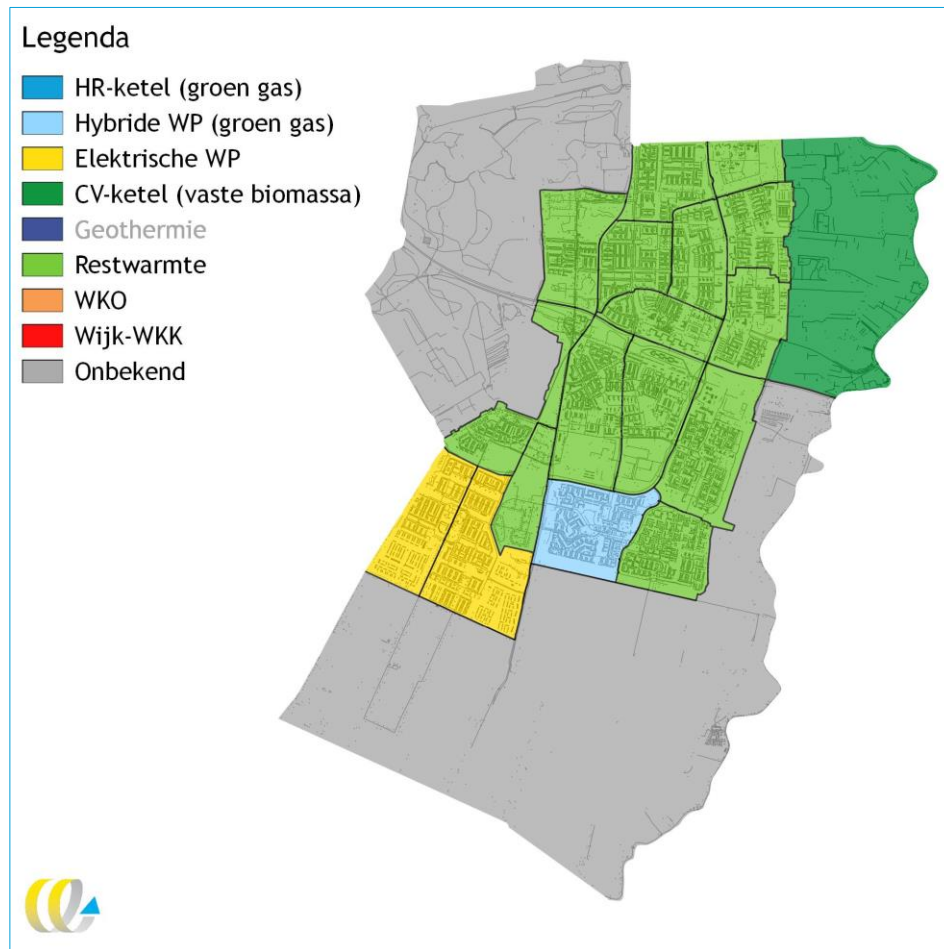 Legenda
HR-ketel (groen gas)
Hybride WP (groen gas)
Elektrische WP
CV-ketel (vaste biomassa)
Geothermie
Restwarmte
WKO
Wijk-WKK
Onbekend